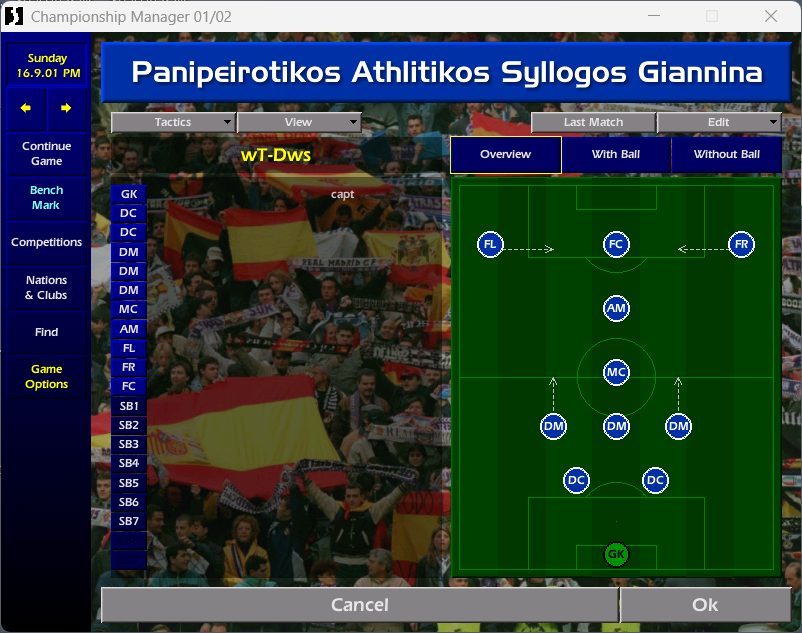 Championship Manager 01/02
Sunday
16.9.01 PM
Panipeirotikos Athlitikos Syllogos Giannina
Continue
Game
Bench
Mark
Competitions
Nations
& Clubs
Find
Game
Options
Tactics View Last Match Edit
wT-Dws
Overview With Ball Without Ball
GK capt
DC
DC
DM
DM
DM
MC
AM
FL
FR
FC
SB1
SB2
SB3
SB4
SB5
SB6
SB7
FL FC FR
AM
MC
DM DM DM
DC DC
GK
REAL MADRID C.F.
Cancel Ok